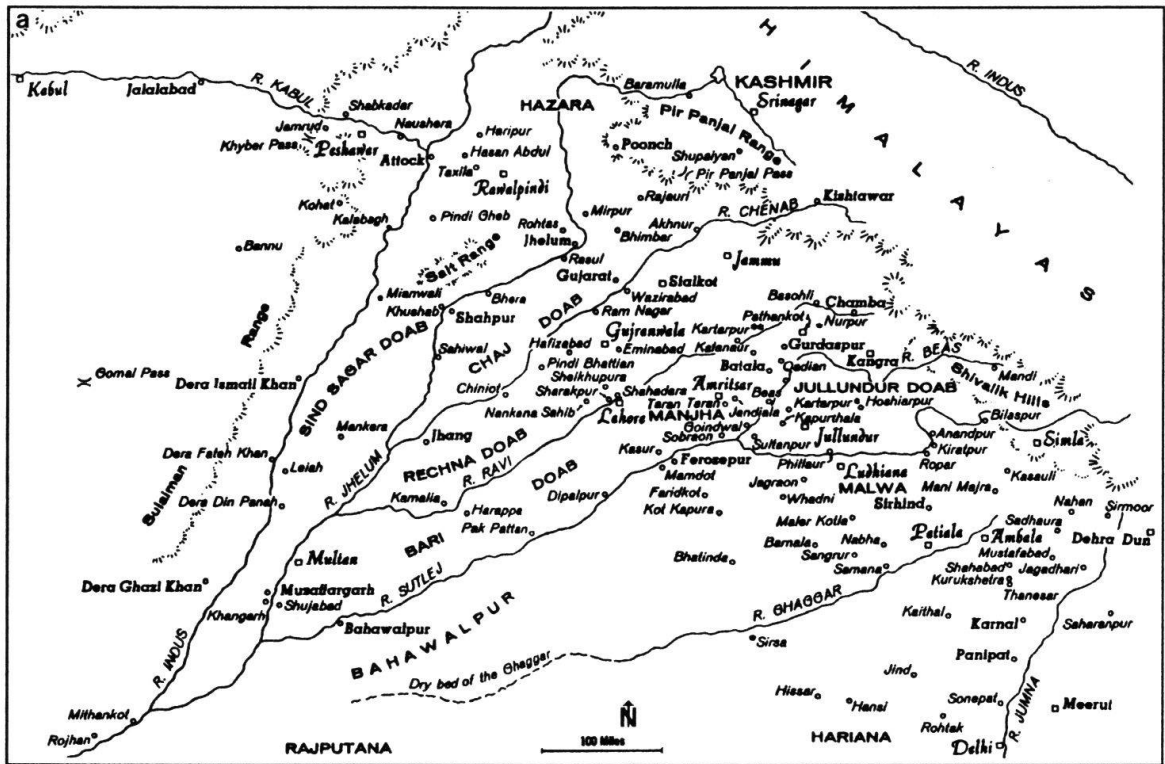 a
HIMALAYAS
R. INDUS
KASHMIR
Baramulla
Srinagar
HAZARA
Pir Panjal Range
Kabul
Jalalabad
R. KABUL
Shabkadar
Naushera
Jamrud
Khyber Pass
Peshawer
Attock
Haripur
Hasan Abdul
Taxila
Rawalpindi
Poonch
Shupaiyan
Pir Panjal Pass
Rajauri
Kishtawar
Kohat
Kalabagh
Pindi Gheb
Rohtas
Jhelum
Mirpur
Bhimbar
Akhnur
R. CHENAB
Bannu
Salt Range
Rasul
Gujarat
Sialkot
Jammu
Mianwali
Khushab
Bhera
Shahpur
Wazirabad
Ram Nagar
Basohli
Chamba
Pathankot
Nurpur
Range
SIND SAGAR DOAB
Sahiwal
CHAJ
DOAB
Hafizabad
Gujranwala
Eminabad
Kartarpur
Kalanaur
Gurdaspur
Kangra
R. BEAS
Batala
Qadian
Mandi
Shivalik Hills
Gomal Pass
Dera Ismail Khan
Chiniot
Pindi Bhattian
Sheikhupura
Sharakpur
Nankana Sahib
Shahadara
Lahore
Amritsar
Taran Taran
MANJHA
Jandiala
Beas
JULLUNDUR DOAB
Kartarpur
Hoshiarpur
Kapurthala
Goindwal
Jullundur
Bilaspur
Mankera
Jhang
Sobraon
Sultanpur
Anandpur
Kiratpur
Simla
Dera Fateh Khan
Leiah
RECHNA DOAB
R. RAVI
Kasur
Ferosepur
Mamdot
Phillaur
Ludhiana
Ropar
Kasauli
Sulaiman
Dera Din Panah
R. JHELUM
Kamalia
Harappa
DOAB
Dipalpur
Faridkot
Kot Kapura
Jagraon
Whadni
MALWA
Sirhind
Mani Majra
Nahan
Sirmoor
Pak Pattan
Maler Kotla
Sadhaura
Dehra Dun
Multan
BARI
Bhatinda
Barnala
Nabha
Sangrur
Samana
Patiala
Ambala
Mustafabad
Shahabad
Jagadhari
Kurukshetra
Thanesar
Dera Ghazi Khan
Musaffargarh
Khangarh
Shujabad
R. SUTLEJ
Bahawalpur
BAHAWALPUR
R. GHAGGAR
Kaithal
Karnal
Saharanpur
R. INDUS
Dry bed of the Ghaggar
Sirsa
Panipat
Jind
Mithankot
Rojhan
Hissar
Hansi
Sonepat
Rohtak
R. JUMNA
Meerut
Delhi
RAJPUTANA
N
100 Miles
HARIANA